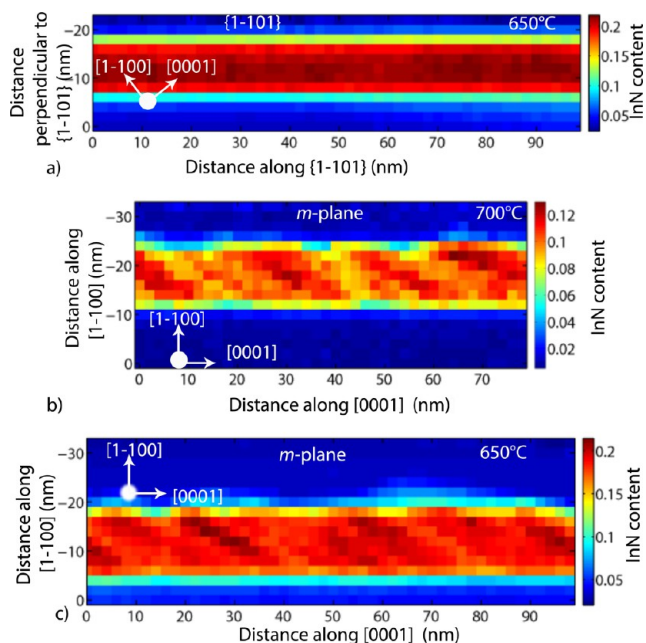 {1-101}
650°C
Distance
perpendicular to
{1-101} (nm)
-20
-10
0
[1-100]
[0001]
0 10 20 30 40 50 60 70 80 90
Distance along {1-101} (nm)
a)
0.2
0.15
0.1
0.05
InN content
m-plane
700°C
Distance along
[1-100] (nm)
-30
-20
-10
0
[1-100]
[0001]
0 10 20 30 40 50 60 70
Distance along [0001] (nm)
b)
0.12
0.1
0.08
0.06
0.04
0.02
InN content
[1-100]
m-plane
650°C
[0001]
Distance along
[1-100] (nm)
-30
-20
-10
0
0 10 20 30 40 50 60 70 80 90
Distance along [0001] (nm)
c)
0.2
0.15
0.1
0.05
InN content